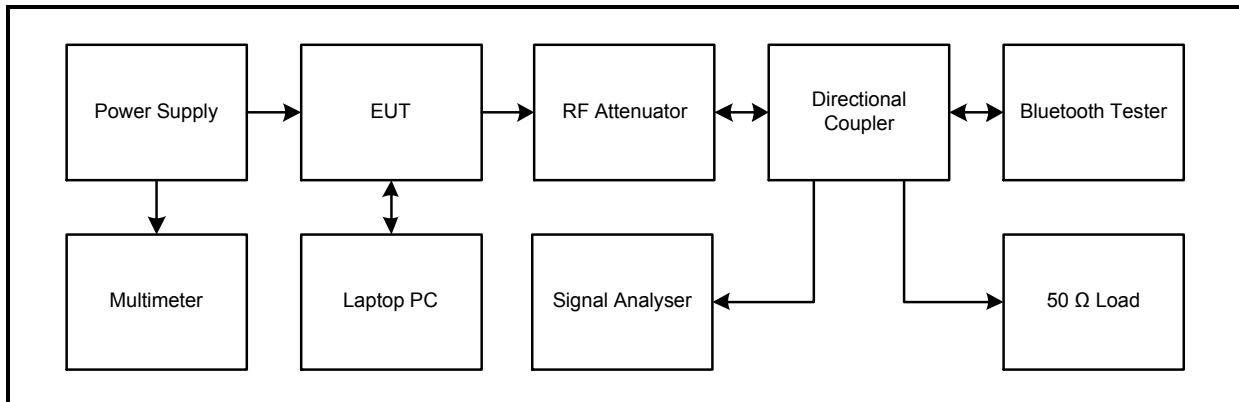 Power Supply
EUT
RF Attenuator
Directional
Coupler
Bluetooth Tester
Multimeter
Laptop PC
Signal Analyser
50 Ω Load